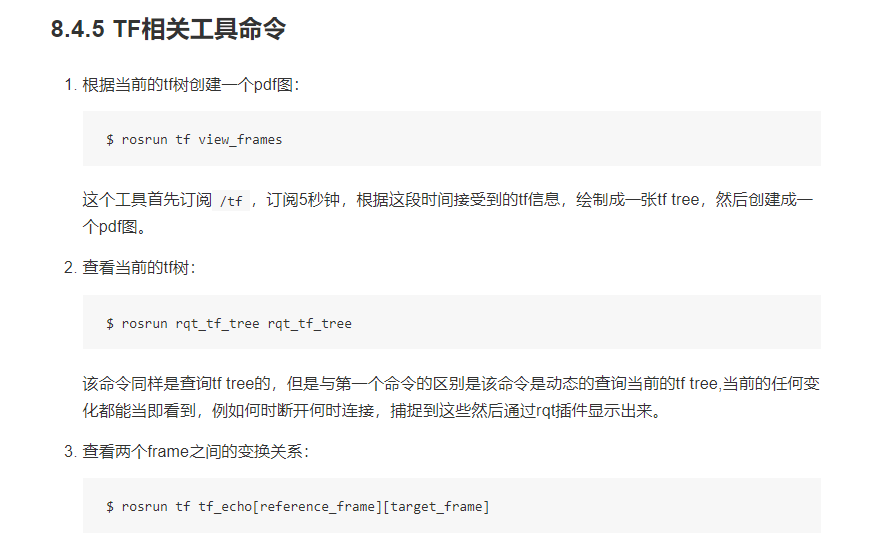 8.4.5 TF相关工具命令
1. 根据当前的tf树创建一个pdf图：
$ rosrun tf view_frames
这个工具首先订阅 /tf ，订阅5秒钟，根据这段时间接受到的tf信息，绘制成一张tf tree，然后创建成一
个pdf图。
2. 查看当前的tf树：
$ rosrun rqt_tf_tree rqt_tf_tree
该命令同样是查询tf tree的，但是与第一个命令的区别是该命令是动态的查询当前的tf tree,当前的任何变
化都能当即看到，例如何时断开何时连接，捕捉到这些然后通过rqt插件显示出来。
3. 查看两个frame之间的变换关系：
$ rosrun tf tf_echo[reference_frame][target_frame]